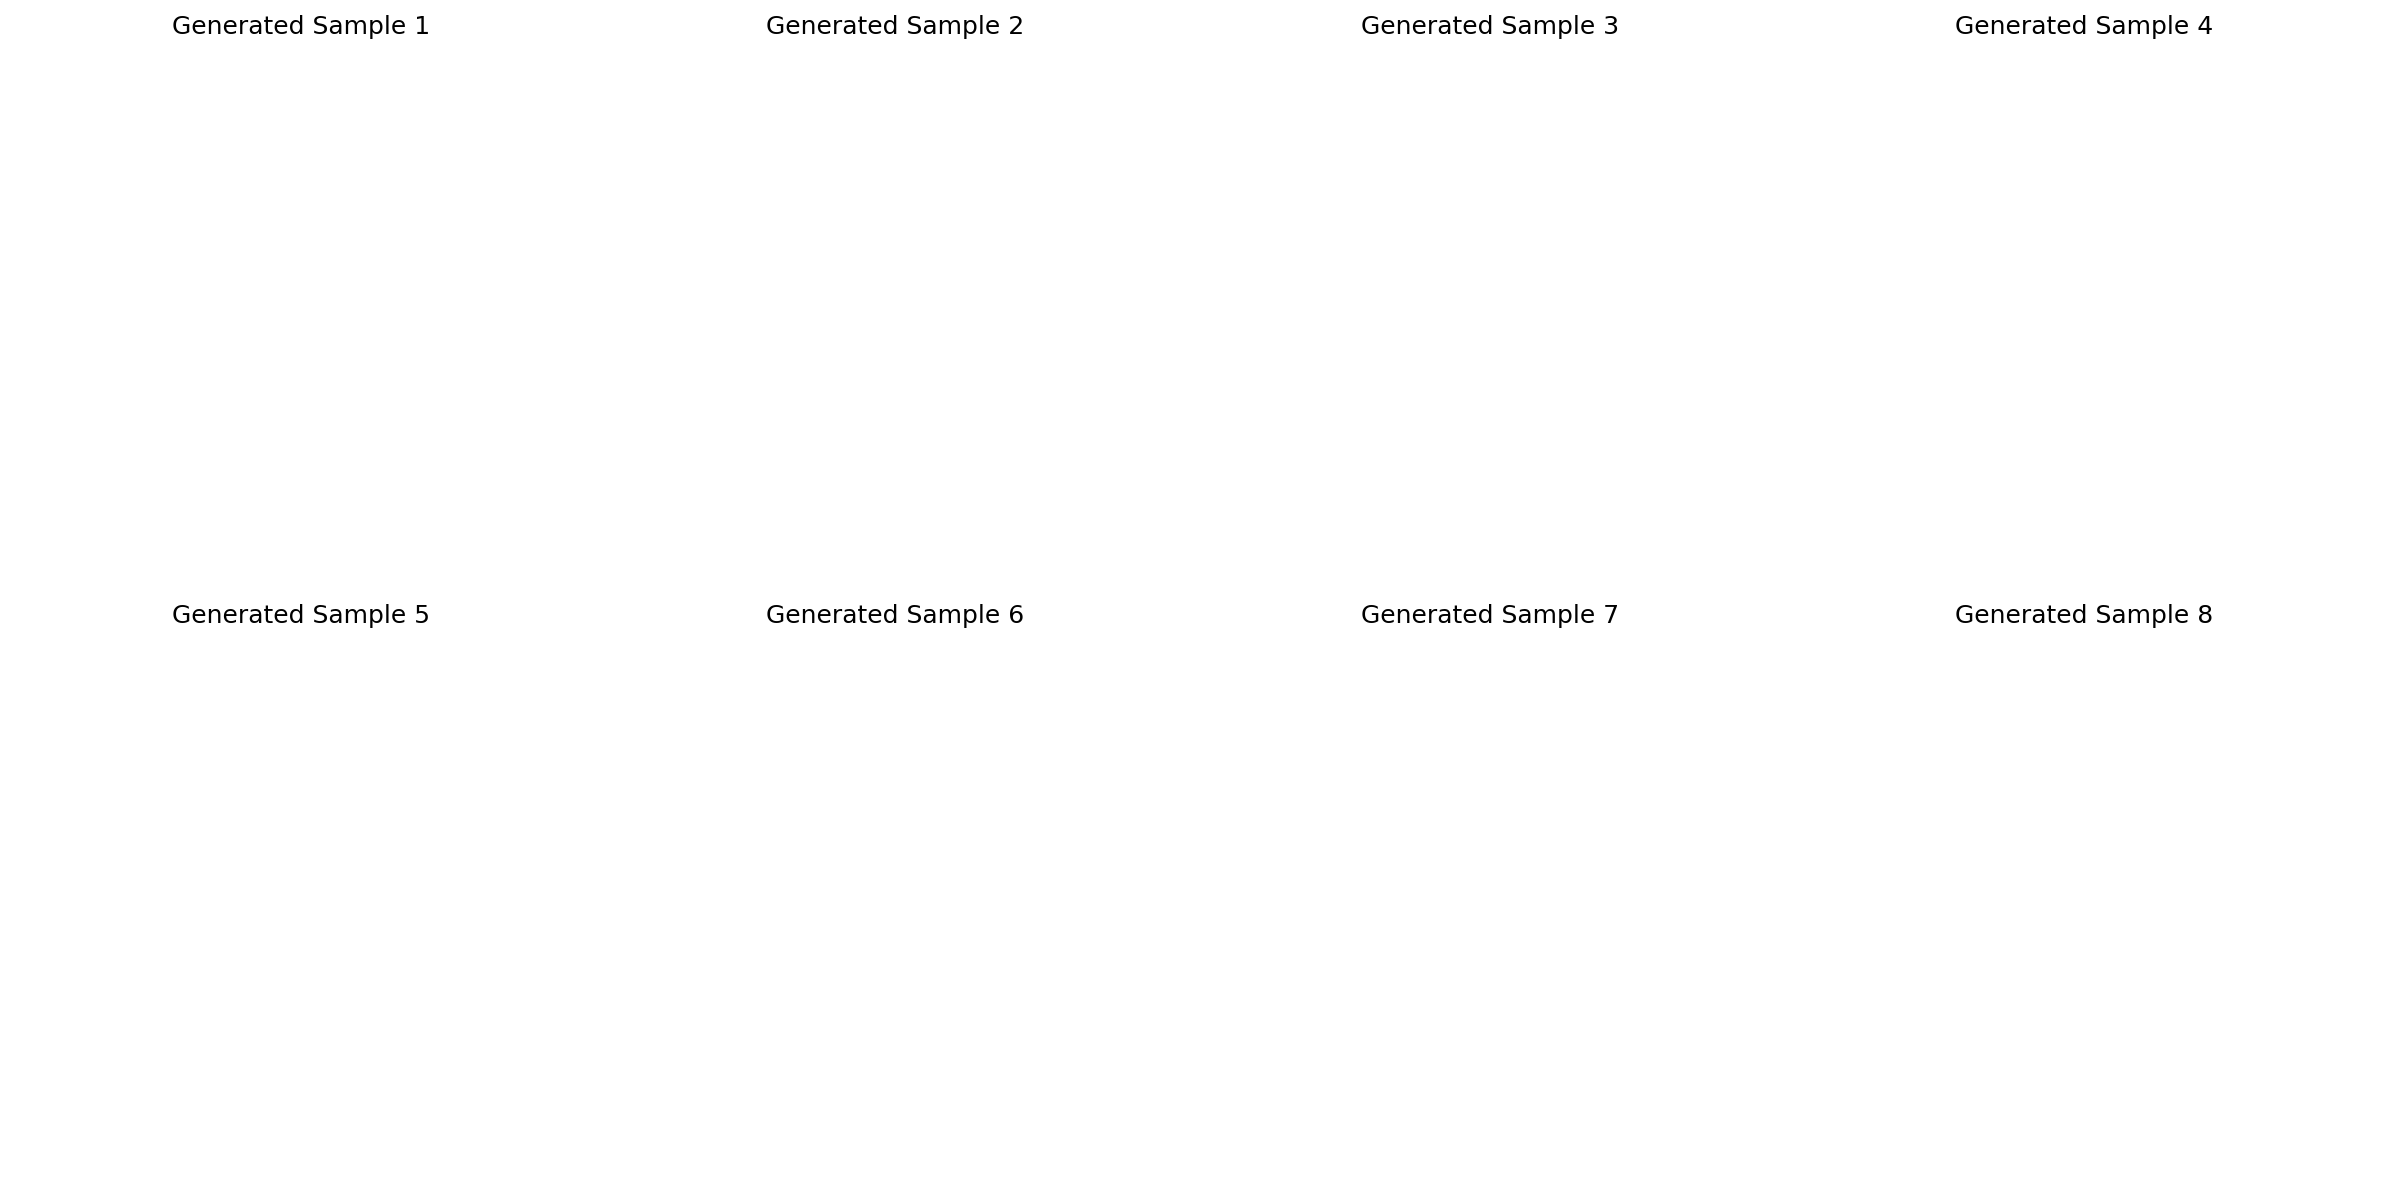 Generated Sample 1
Generated Sample 2
Generated Sample 3
Generated Sample 4
Generated Sample 5
Generated Sample 6
Generated Sample 7
Generated Sample 8